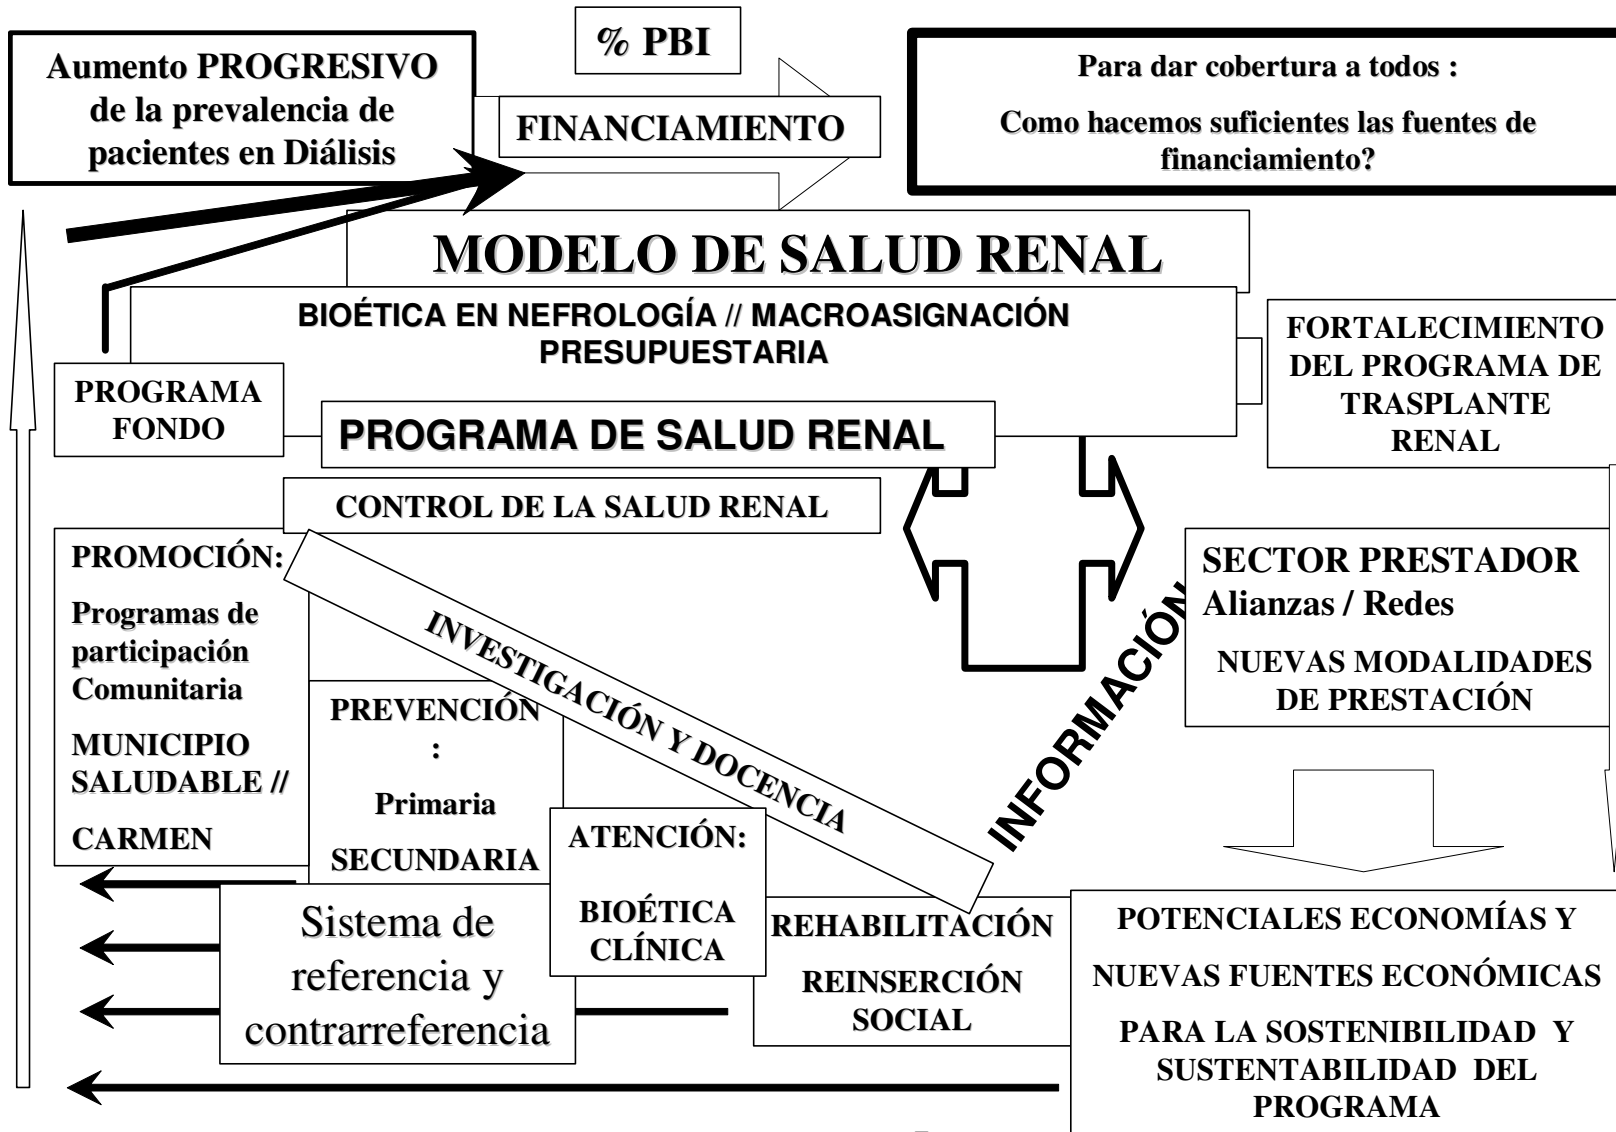 % PBI
Aumento PROGRESIVO
de la prevalencia de
pacientes en Diálisis
FINANCIAMIENTO
Para dar cobertura a todos :
Como hacemos suficientes las fuentes de
financiamiento?
MODELO DE SALUD RENAL
BIOÉTICA EN NEFROLOGÍA // MACROASIGNACIÓN
PRESUPUESTARIA
PROGRAMA
FONDO
PROGRAMA DE SALUD RENAL
FORTALECIMIENTO
DEL PROGRAMA DE
TRASPLANTE
RENAL
CONTROL DE LA SALUD RENAL
PROMOCIÓN:
Programas de
participación
Comunitaria
MUNICIPIO
SALUDABLE //
CARMEN
INVESTIGACIÓN Y DOCENCIA
PREVENCIÓN
:
Primaria
SECUNDARIA
ATENCIÓN:
BIOÉTICA
CLÍNICA
INFORMACIÓN
SECTOR PRESTADOR
Alianzas / Redes
NUEVAS MODALIDADES
DE PRESTACIÓN
Sistema de
referencia y
contrarreferencia
REHABILITACIÓN
REINSERCIÓN
SOCIAL
POTENCIALES ECONOMÍAS Y
NUEVAS FUENTES ECONÓMICAS
PARA LA SOSTENIBILIDAD Y
SUSTENTABILIDAD DEL
PROGRAMA